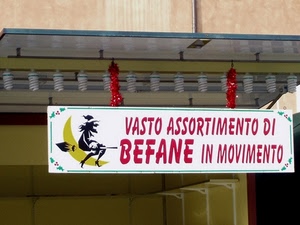 VASTO ASSORTIMENTO DI
BEFANE IN MOVIMENTO